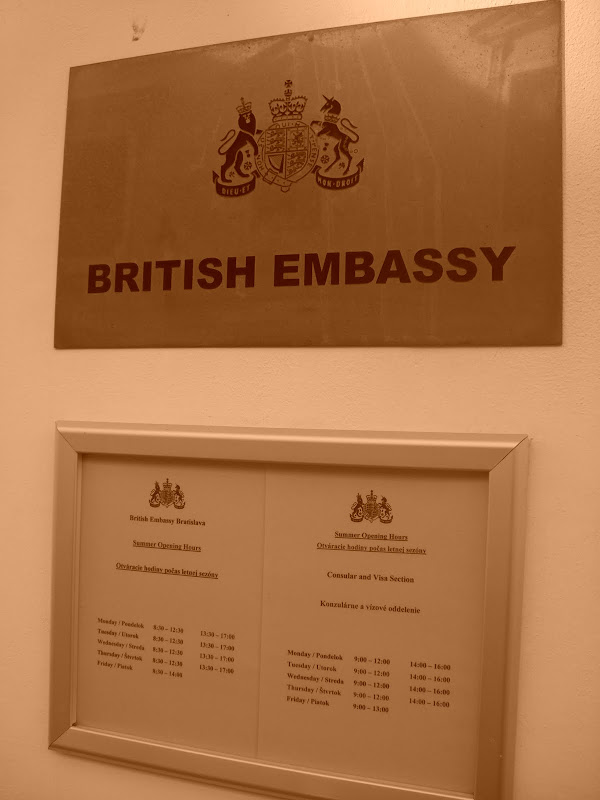 DIEU·ET MON·DROIT
BRITISH EMBASSY
British Embassy Bratislava
Summer Opening Hours
Otváracie hodiny počas letnej sezóny
Monday / Pondelok 8:30 – 12:30 13:30 - 17:00
Tuesday / Utorok 8:30 – 12:30 13:30 - 17:00
Wednesday / Streda 8:30 – 12:30 13:30 - 17:00
Thursday / Štvrtok 8:30 – 12:30 13:30 - 17:00
Friday / Piatok 8:30 – 14:00
Summer Opening Hours
Otváracie hodiny počas letnej sezóny
Consular and Visa Section
Konzulárne a vízové oddelenie
Monday / Pondelok 9:00 – 12:00 14:00 – 16:00
Tuesday / Utorok 9:00 – 12:00 14:00 – 16:00
Wednesday / Streda 9:00 – 12:00 14:00 – 16:00
Thursday / Štvrtok 9:00 – 12:00 14:00 – 16:00
Friday / Piatok 9:00 – 13:00